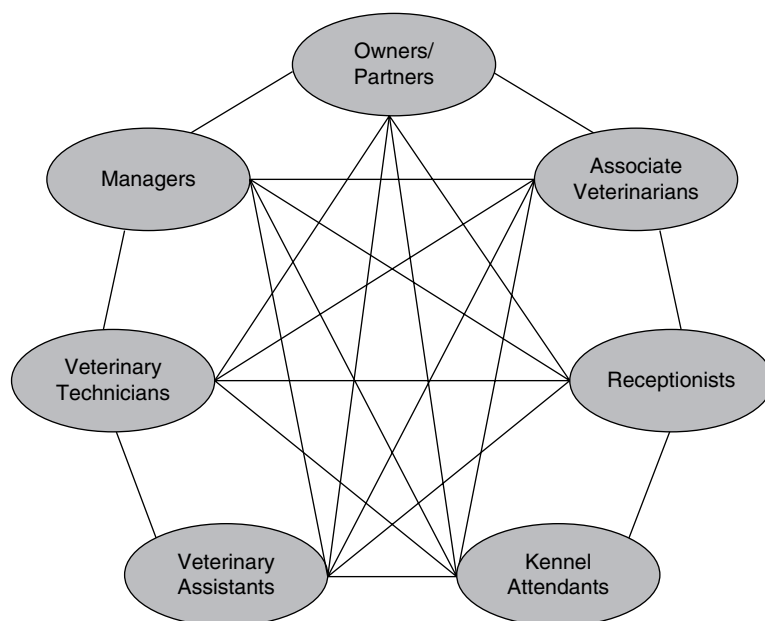 Owners/
Partners
Managers
Associate
Veterinarians
Veterinary
Technicians
Receptionists
Veterinary
Assistants
Kennel
Attendants